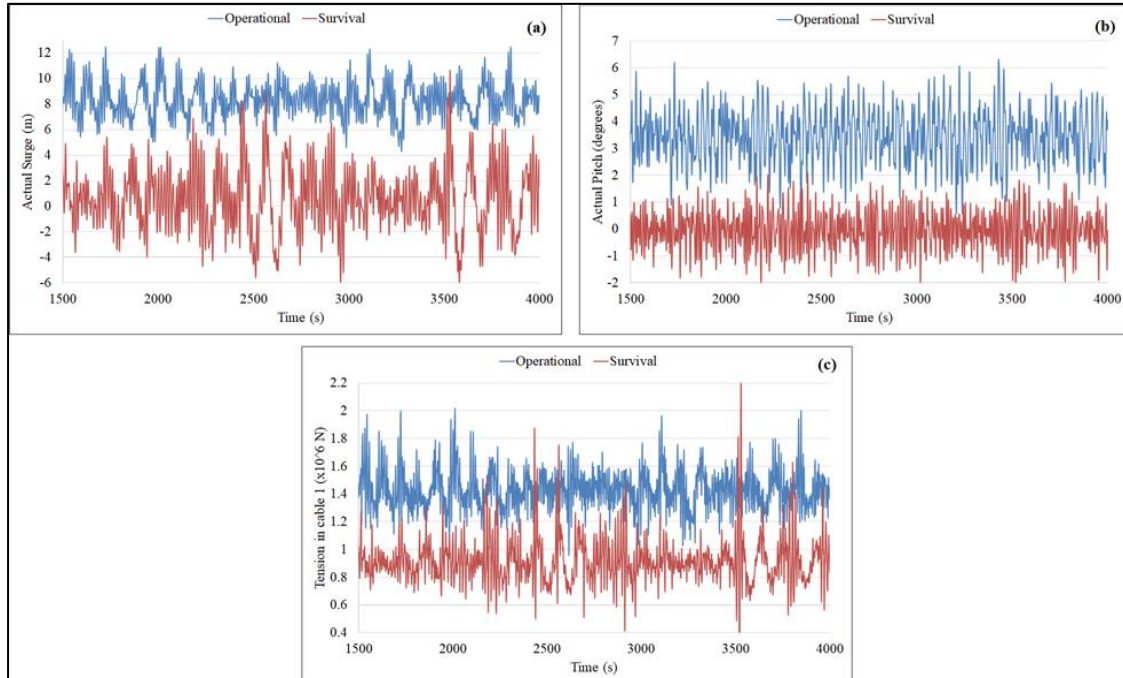 Operational Survival (a)
Actual Surge (m)
12
10
8
6
4
2
0
-2
-4
-6
1500 2000 2500 3000 3500 4000
Time (s)
Operational Survival (b)
Actual Pitch (degrees)
7
6
5
4
3
2
1
0
-1
-2
1500 2000 2500 3000 3500 4000
Time (s)
Operational Survival (c)
Tension in cable 1 (x10^6 N)
2.2
2
1.8
1.6
1.4
1.2
1
0.8
0.6
0.4
1500 2000 2500 3000 3500 4000
Time (s)